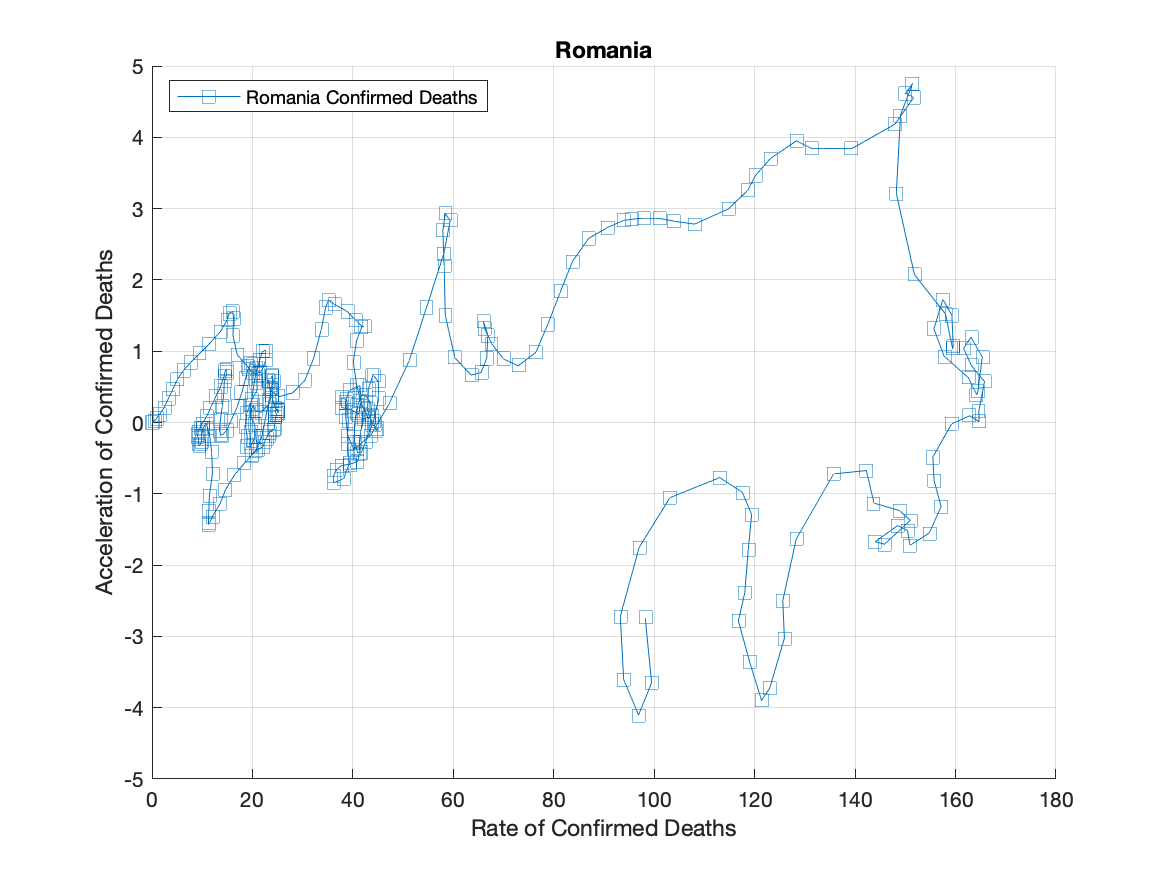 Romania
Romania Confirmed Deaths
Acceleration of Confirmed Deaths
5
4
3
2
1
0
-1
-2
-3
-4
-5
0 20 40 60 80 100 120 140 160 180
Rate of Confirmed Deaths